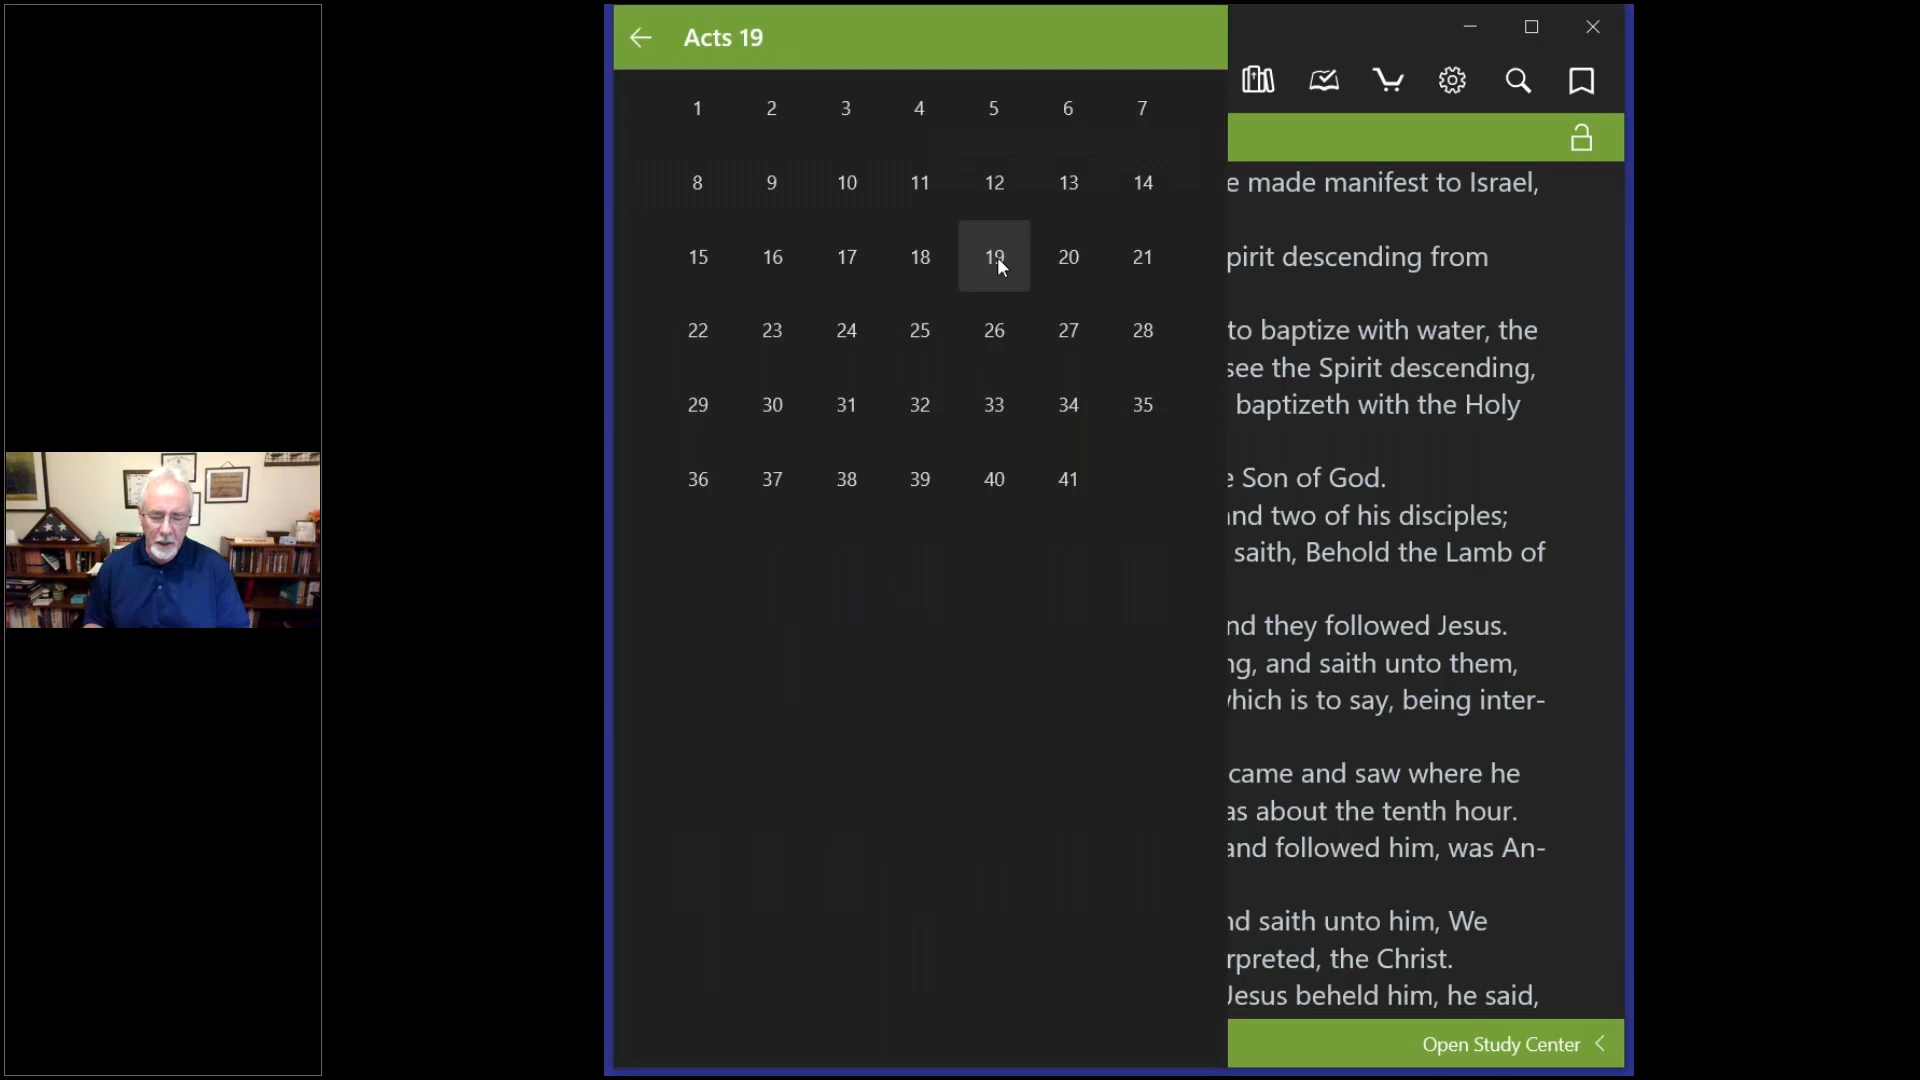 Acts 19
1 2 3 4 5 6 7
8 9 10 11 12 13 14
15 16 17 18 19 20 21
22 23 24 25 26 27 28
29 30 31 32 33 34 35
36 37 38 39 40 41
e made manifest to Israel,
pirit descending from
to baptize with water, the
see the Spirit descending,
baptizeth with the Holy
e Son of God.
and two of his disciples;
saith, Behold the Lamb of
nd they followed Jesus.
ng, and saith unto them,
which is to say, being inter-
came and saw where he
as about the tenth hour.
and followed him, was An-
nd saith unto him, We
rpreted, the Christ.
Jesus beheld him, he said,
Open Study Center